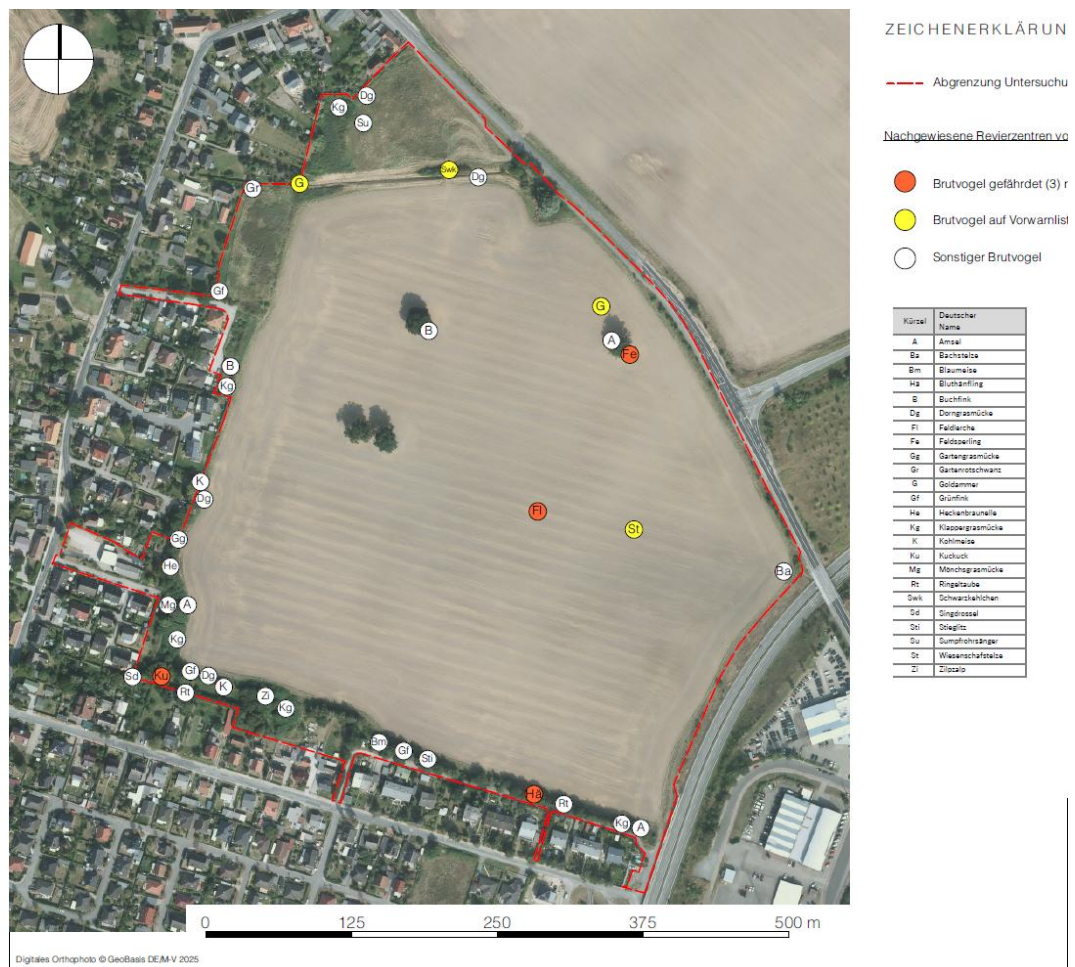 ZEICHENERKLÄRUN
Abgrenzung Untersuchu
Nachgewiesene Revierzentren vo
Brutvogel gefährdet (3) r
Brutvogel auf Vorwarnlist
Sonstiger Brutvogel
Kürzel Deutscher Name
A Amsel
Ba Bachstelze
Bm Blaumeise
Hä Bluthänfling
B Buchfink
Dg Dorngrasmücke
Fl Feldlerche
Fe Feldsperling
Gg Gartengrasmücke
Gr Gartenrotschwanz
G Goldammer
Gf Grünfink
He Heckenbraunelle
Kg Klappergrasmücke
K Kohlmeise
Ku Kuckuck
Mg Mönchsgrasmücke
Rt Ringeltaube
Swk Schwarzkehlchen
Sd Singdrossel
Sti Stieglitz
Su Sumpfrohrsänger
St Wiesenschafstelze
Zi Zilpzalp
Dg
Kg
Su
Swk
Dg
G
Gr
Gf
G
B
A
Fe
B
Kg
K
Dg
Fl
St
Gg
He
Ba
Mg A
Kg
Sd Ku Gf Dg
Rt K Zi
Kg
Bm Gf Sti
Hä Rt
Kg A
0 125 250 375 500 m
Digitales Orthophoto © GeoBasis DE/M-V 2025